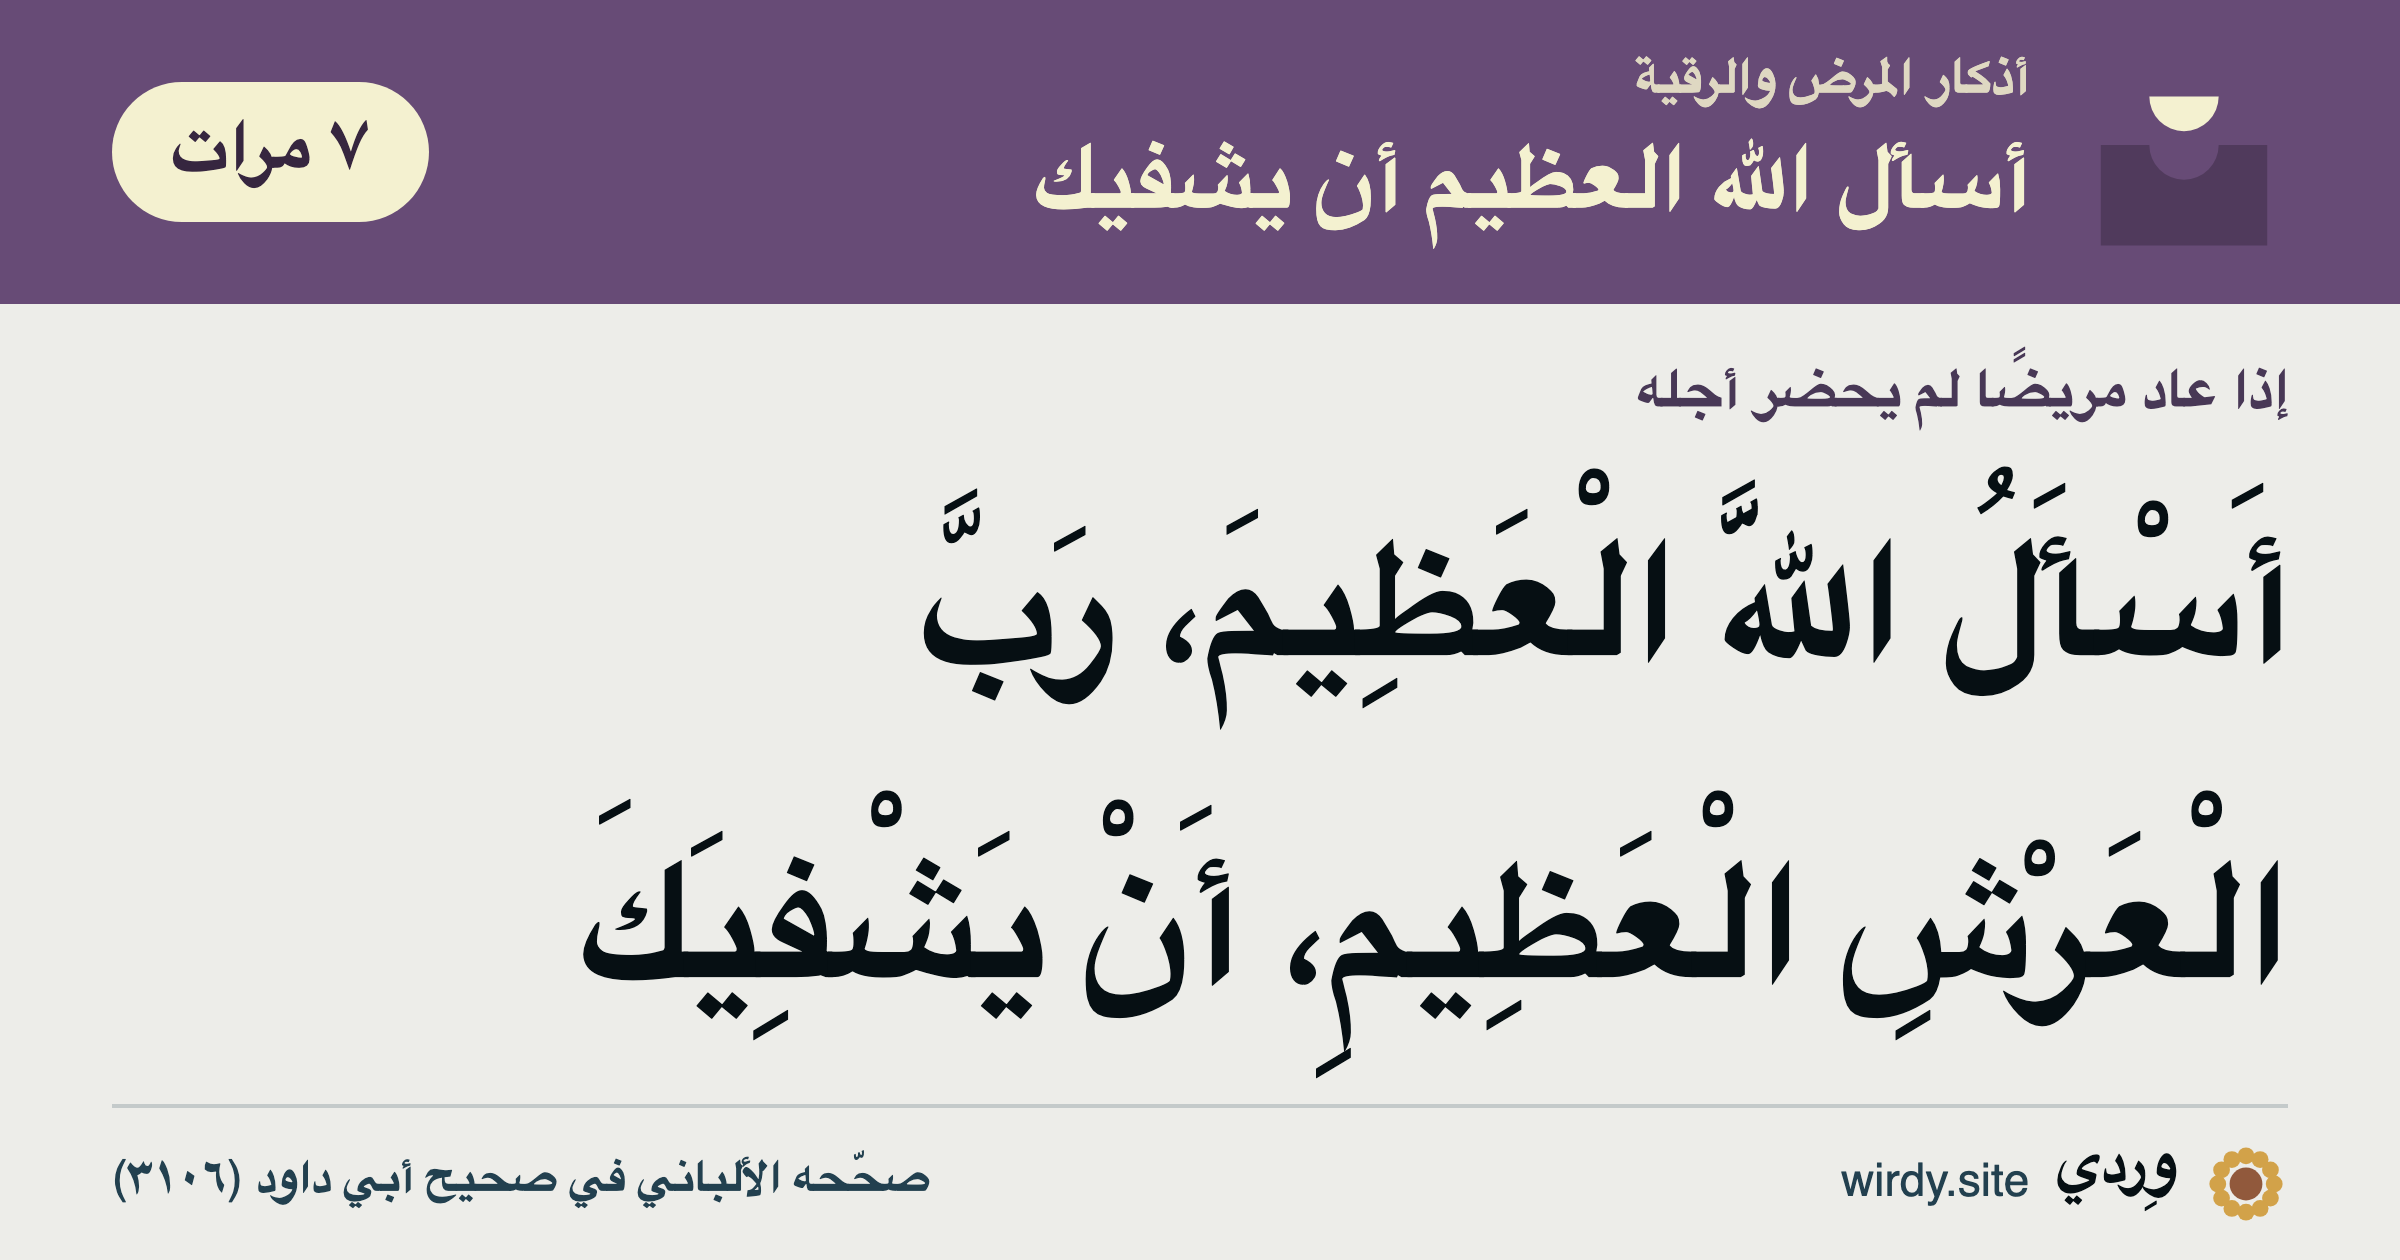 أذكار المرض والرقية
أسأل الله العظيم أن يشفيك
٧ مرات
إذا عاد مريضًا لم يحضر أجله
أَسْأَلُ اللهَّ الْعَظِيمَ، رَبَّ
الْعَرْشِ الْعَظِيمِ، أَنْ يَشْفِيَكَ
وِردي wirdy.site
صحّحه الألباني في صحيح أبي داود (٣١٠٦)